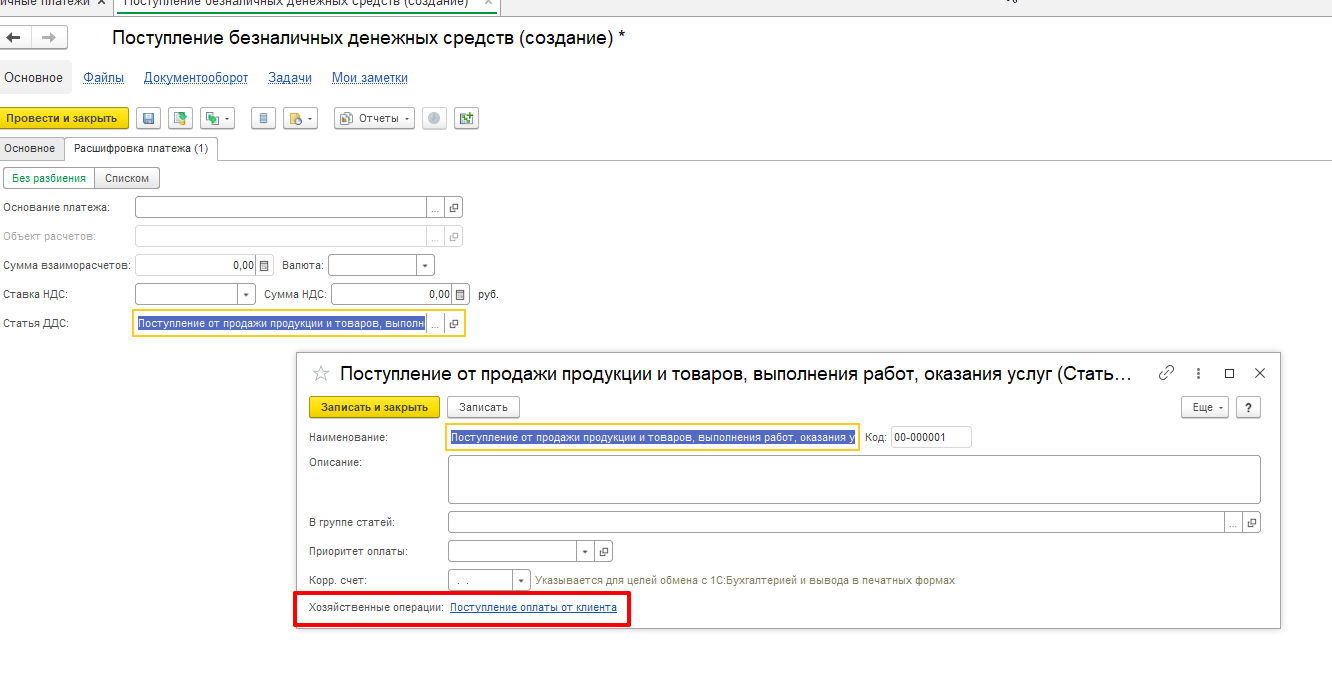 ичные платежи ×
Поступление безналичных денежных средств (создание) ×
Поступление безналичных денежных средств (создание) *
Основное Файлы Документооборот Задачи Мои заметки
Провести и закрыть Отчеты
Основное Расшифровка платежа (1)
Без разбиения Списком
Основание платежа: ...
Объект расчетов: ...
Сумма взаиморасчетов: 0,00 Валюта:
Ставка НДС: Сумма НДС: 0,00 руб.
Статья ДДС: Поступление от продажи продукции и товаров, выполн ...
Поступление от продажи продукции и товаров, выполнения работ, оказания услуг (Стать...
Записать и закрыть Записать Еще ?
Наименование: Поступление от продажи продукции и товаров, выполнения работ, оказания у Код: 00-000001
Описание:
В группе статей: ...
Приоритет оплаты:
Корр. счет: . . Указывается для целей обмена с 1С:Бухгалтерией и вывода в печатных формах
Хозяйственные операции: Поступление оплаты от клиента